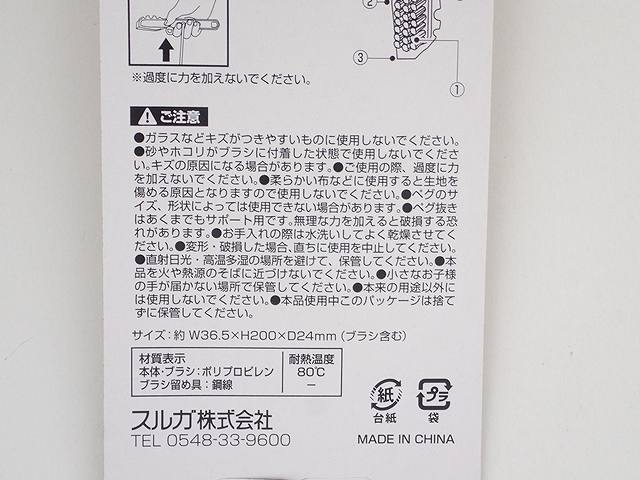 ②
③
①
※過度に力を加えないでください。
ご注意
●ガラスなどキズがつきやすいものに使用しないでください。
●砂やホコリがブラシに付着した状態で使用しないでくださ
い。キズの原因になる場合があります。●ご使用の際、過度に力
を加えないでください。●柔らかい布などに使用すると生地を
傷める原因となりますので使用しないでください。●ペグのサ
イズ、形状によっては使用できない場合があります。●ペグ抜き
はあくまでもサポート用です。無理な力を加えると破損する恐
れがあります。●お手入れの際は水洗いしてよく乾燥させてく
ださい。●変形・破損した場合、直ちに使用を中止してください。
●直射日光・高温多湿の場所を避けて、保管してください。●本
品を火や熱源のそばに近づけないでください。●小さなお子様
の手が届かない場所で保管してください。●本来の用途以外に
は使用しないでください。●本品使用中このパッケージは捨て
ずに保管してください。
サイズ:約 W36.5×H200×D24mm(ブラシ含む)
材質表示 耐熱温度
本体・ブラシ:ポリプロピレン 80℃
ブラシ留め具:鋼線 −
紙 プラ
台紙 袋
スルガ株式会社
TEL 0548-33-9600 MADE IN CHINA